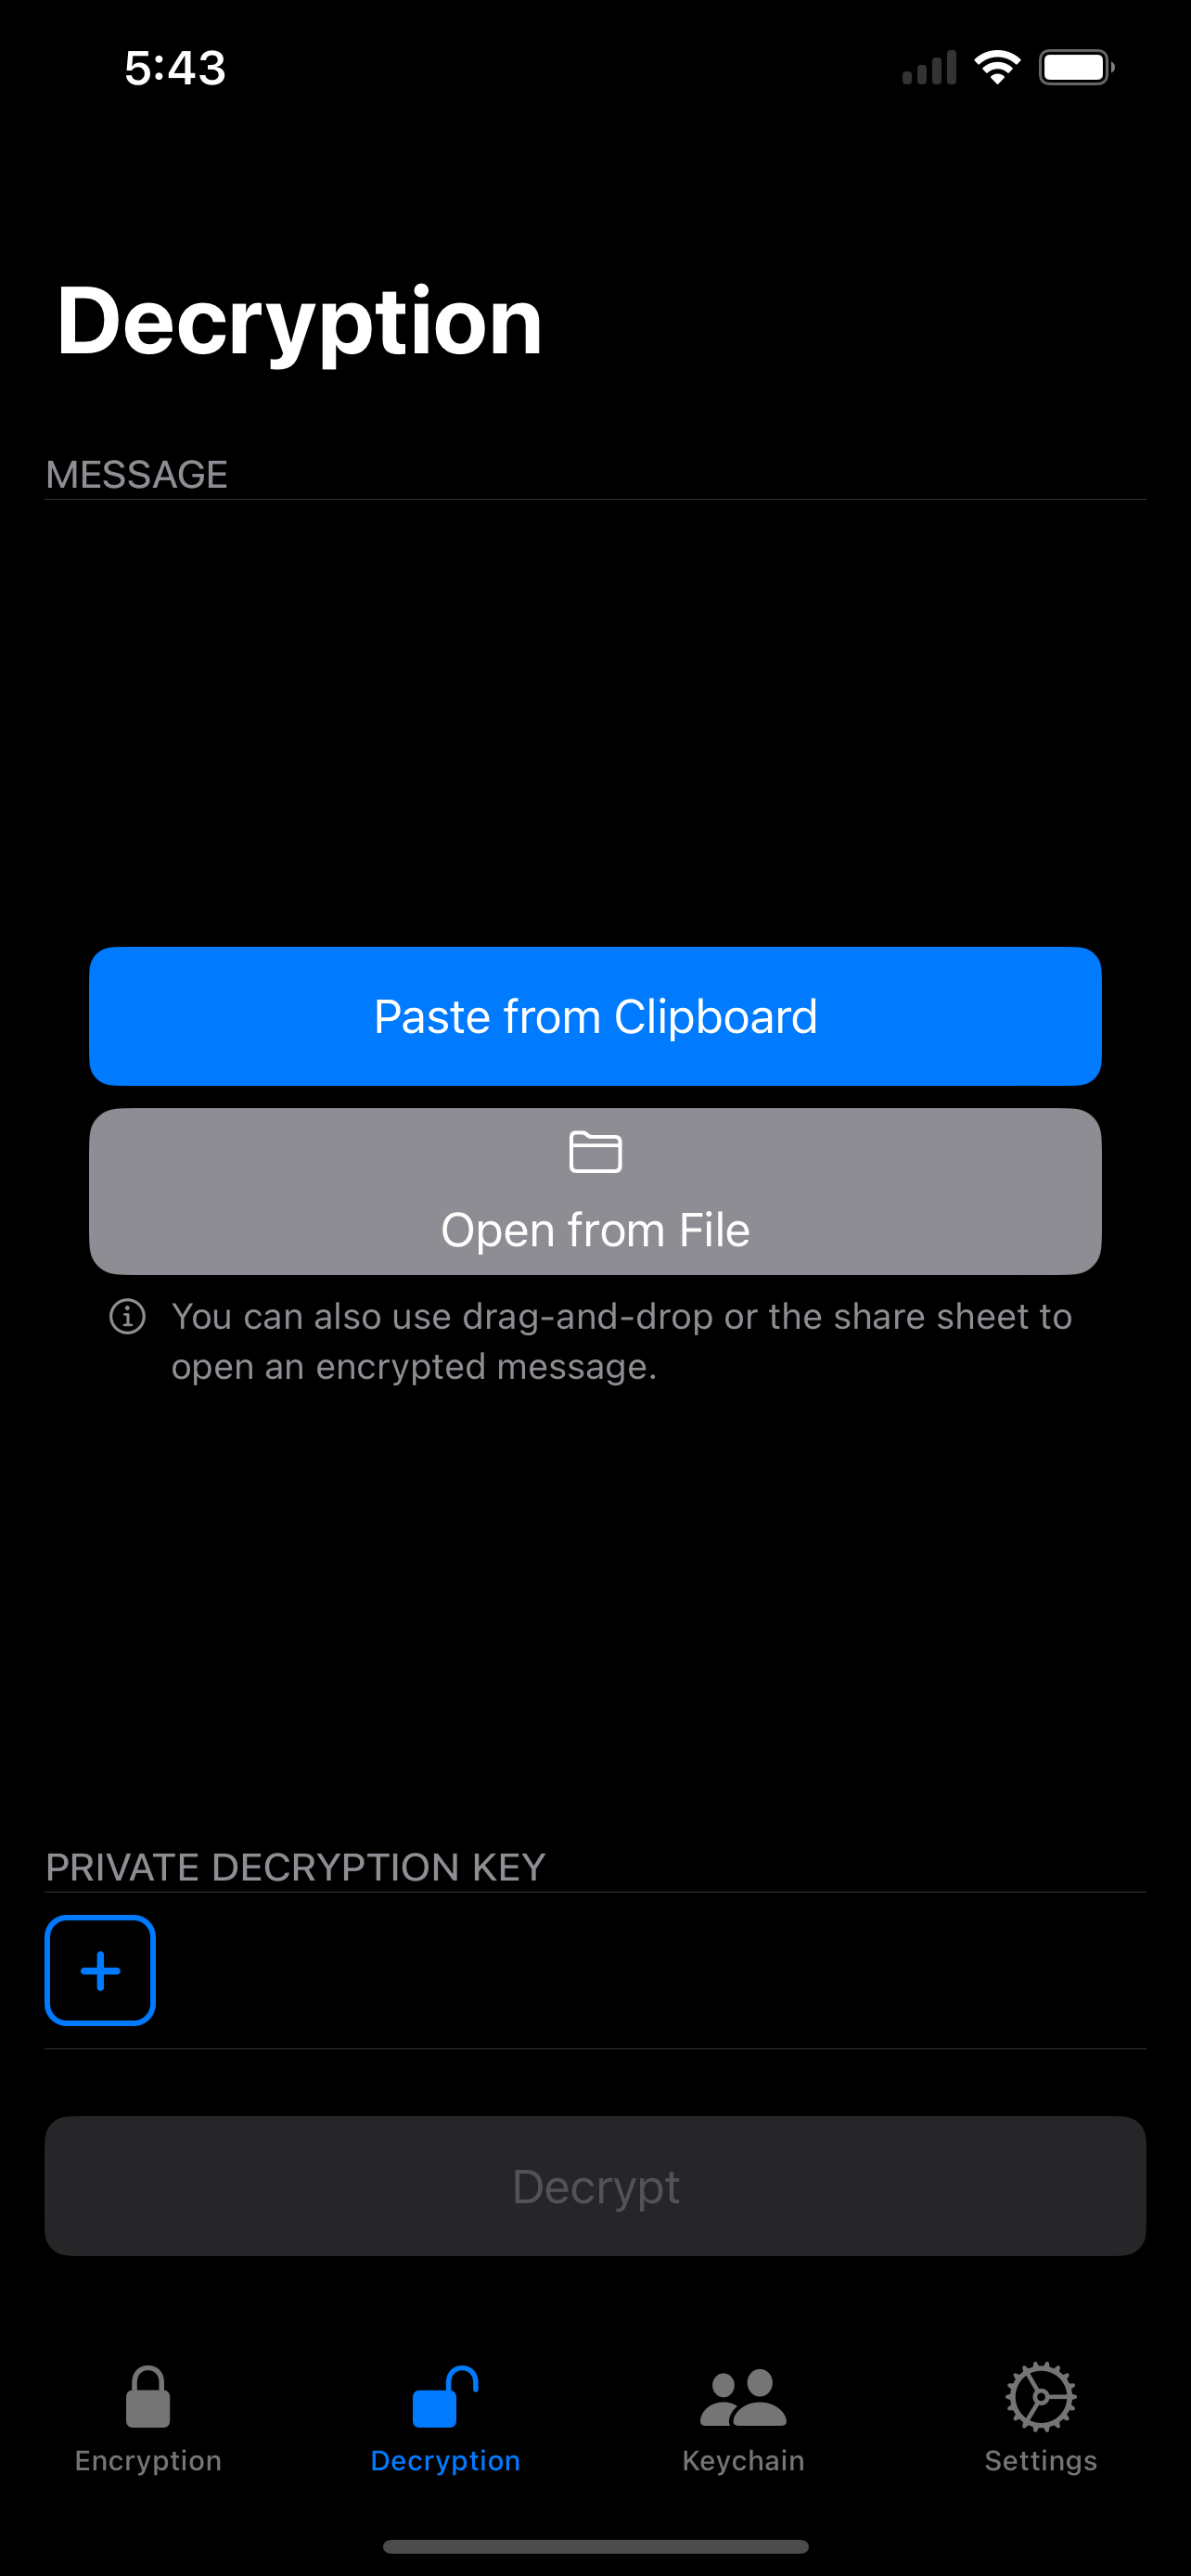 5:43
Decryption
MESSAGE
Paste from Clipboard
Open from File
You can also use drag-and-drop or the share sheet to
open an encrypted message.
PRIVATE DECRYPTION KEY
Decrypt
Encryption
Decryption
Keychain
Settings